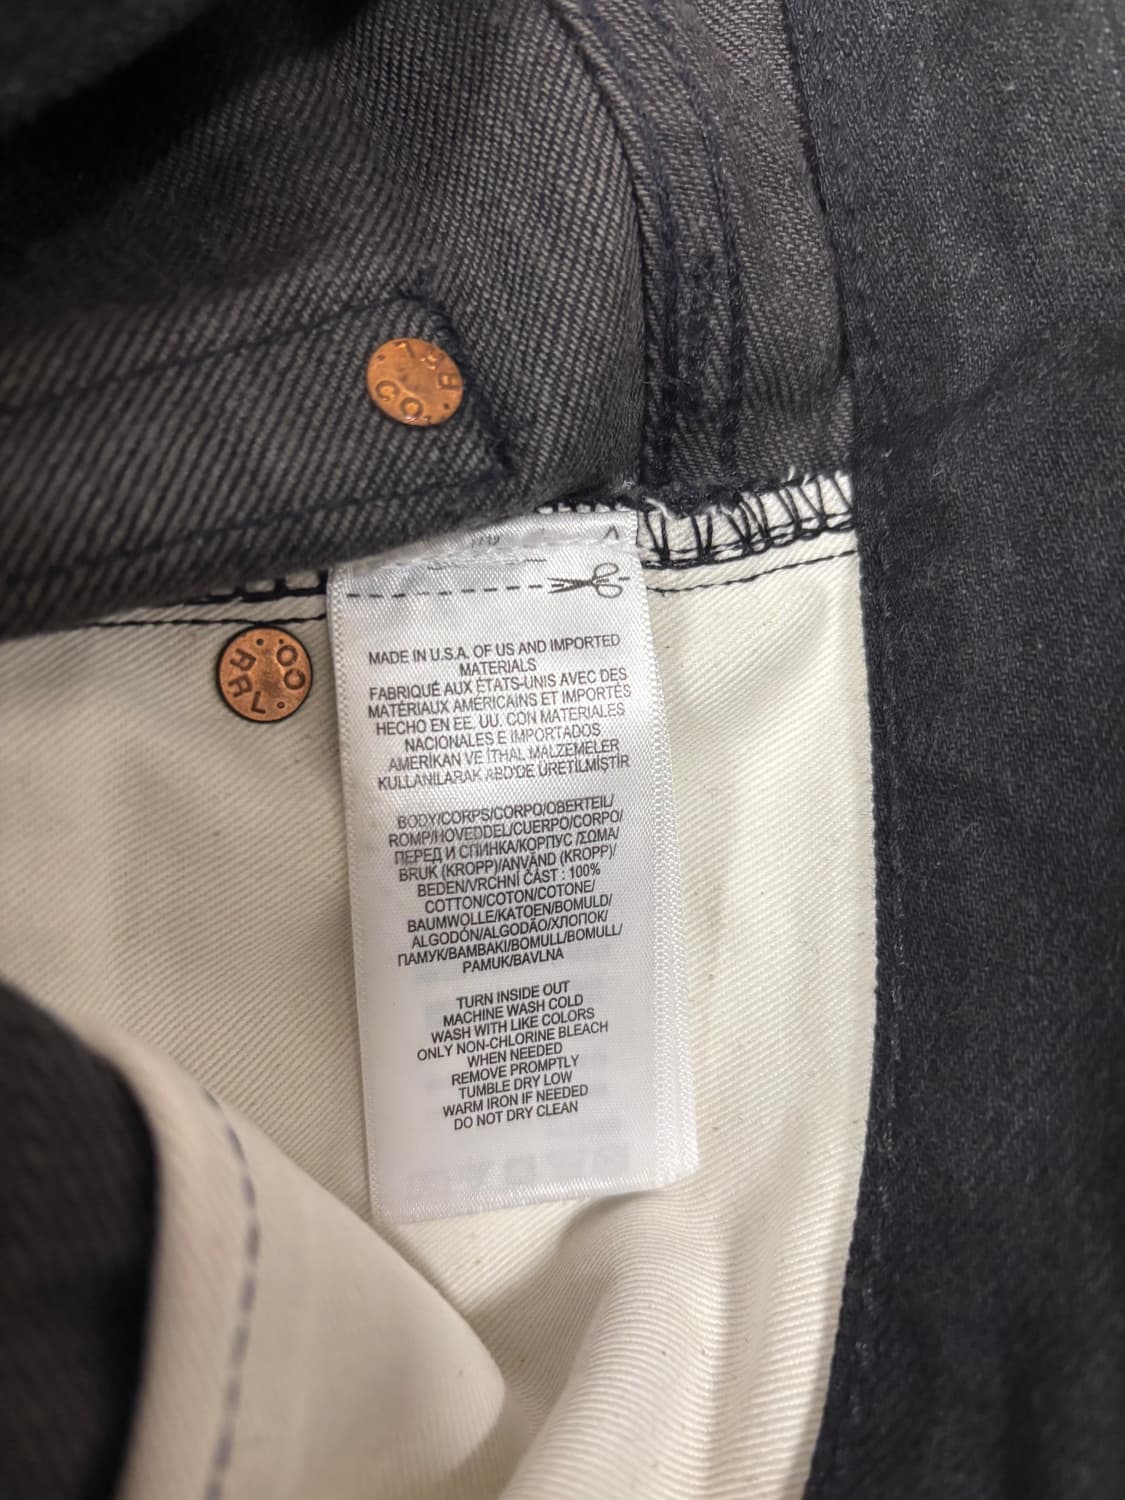 RRL
CO
RRL
CO
MADE IN U.S.A. OF US AND IMPORTED
MATERIALS
FABRIQUÉ AUX ÉTATS-UNIS AVEC DES
MATÉRIAUX AMÉRICAINS ET IMPORTÉS
HECHO EN EE. UU. CON MATERIALES
NACIONALES E IMPORTADOS
AMERİKAN VE İTHAL MALZEMELER
KULLANILARAK ABD'DE ÜRETİLMİŞTİR
BODY/CORPS/CORPO/OBERTEIL/
ROMP/HOVEDDEL/CUERPO/CORPO/
ПЕРЕД И СПИНКА/КОРПУС /ΣΩΜΑ/
BRUK (KROPP)/ANVÄND (KROPP)/
BEDEN/VRCHNÍ ČÁST : 100%
COTTON/COTON/COTONE/
BAUMWOLLE/KATOEN/BOMULD/
ALGODÓN/ALGODÃO/ХЛОПОК/
ПАМУК/BAMBAKI/BOMULL/BOMULL/
PAMUK/BAVLNA
TURN INSIDE OUT
MACHINE WASH COLD
WASH WITH LIKE COLORS
ONLY NON-CHLORINE BLEACH
WHEN NEEDED
REMOVE PROMPTLY
TUMBLE DRY LOW
WARM IRON IF NEEDED
DO NOT DRY CLEAN